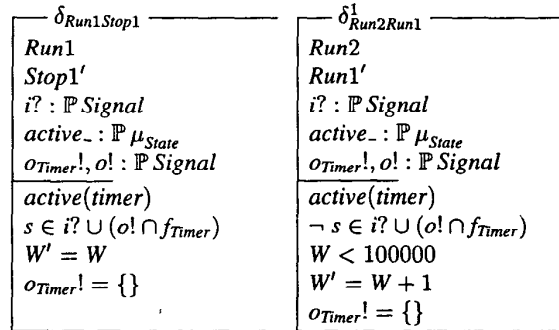 δ_{Run1Stop1}
Run1
Stop1′
i? : ℙ Signal
active_ : ℙ μ_{State}
o_{Timer}!, o! : ℙ Signal
active(timer)
s ∈ i? ∪ (o! ∩ f_{Timer})
W′ = W
o_{Timer}! = {}
δ^1_{Run2Run1}
Run2
Run1′
i? : ℙ Signal
active_ : ℙ μ_{State}
o_{Timer}!, o! : ℙ Signal
active(timer)
¬ s ∈ i? ∪ (o! ∩ f_{Timer})
W < 100000
W′ = W + 1
o_{Timer}! = {}